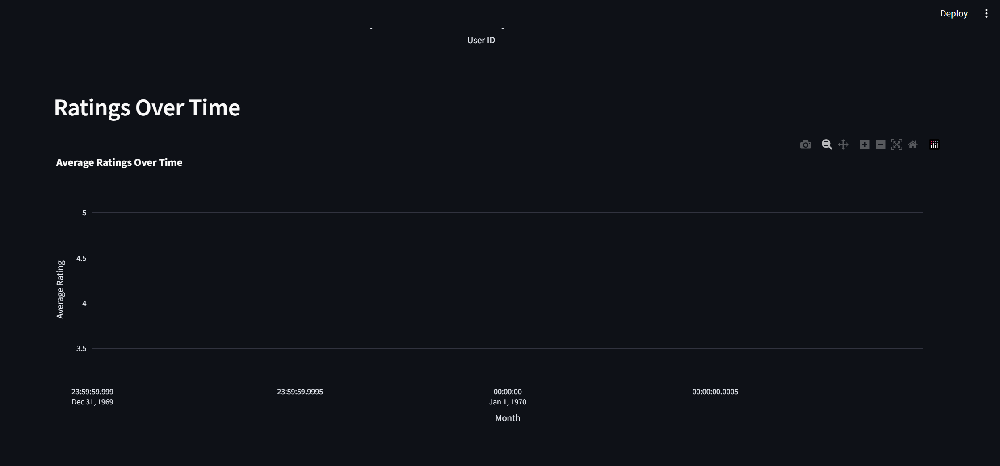 Deploy
User ID
Ratings Over Time
Average Ratings Over Time
5
4.5
4
3.5
Average Rating
23:59:59.999 23:59:59.9995 00:00:00 00:00:00.0005
Dec 31, 1969 Jan 1, 1970
Month